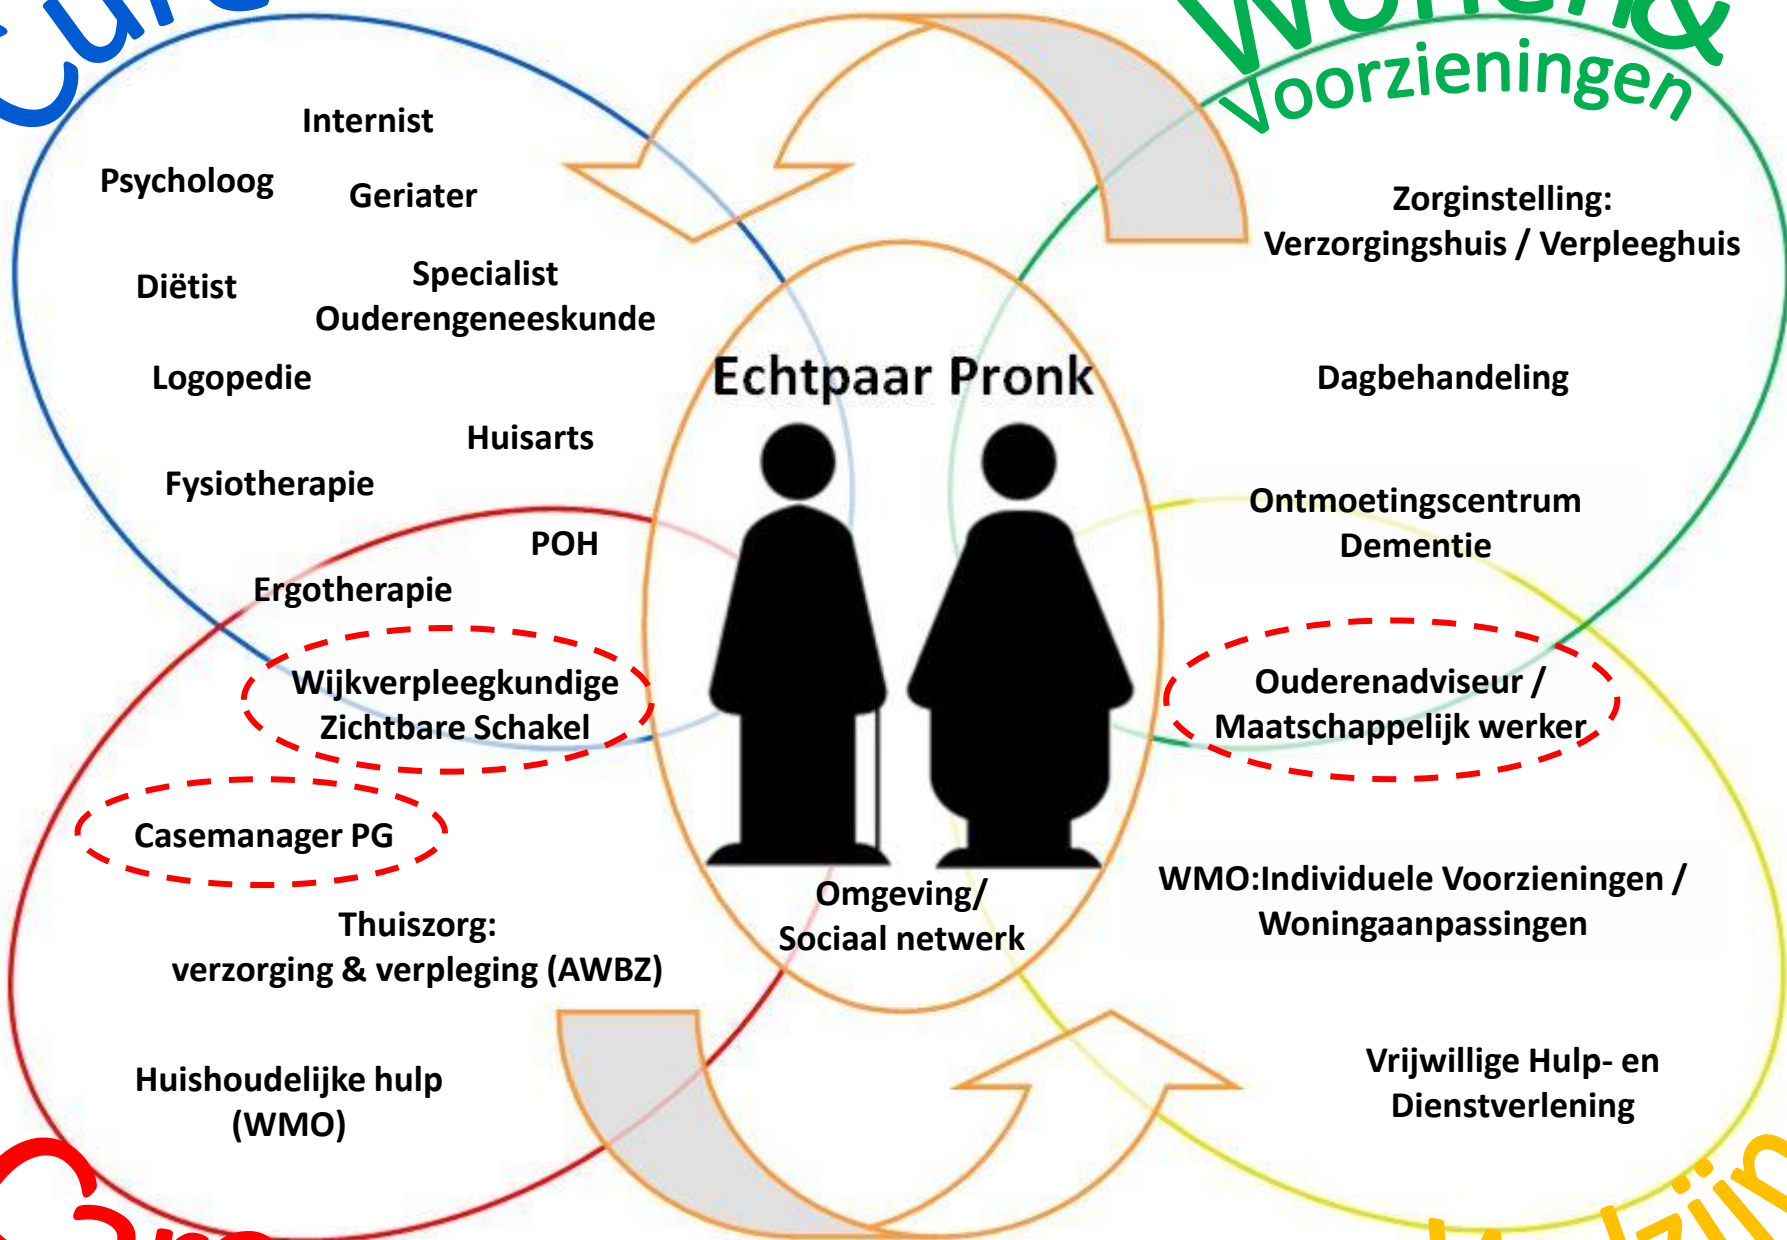 Cure
Wonen&
Voorzieningen
Internist
Psycholoog
Geriater
Diëtist
Specialist
Ouderengeneeskunde
Logopedie
Huisarts
Fysiotherapie
POH
Ergotherapie
Wijkverpleegkundige
Zichtbare Schakel
Casemanager PG
Thuiszorg:
verzorging & verpleging (AWBZ)
Huishoudelijke hulp
(WMO)
Echtpaar Pronk
Omgeving/
Sociaal netwerk
Zorginstelling:
Verzorgingshuis / Verpleeghuis
Dagbehandeling
Ontmoetingscentrum
Dementie
Ouderenadviseur /
Maatschappelijk werker
WMO:Individuele Voorzieningen /
Woningaanpassingen
Vrijwillige Hulp- en
Dienstverlening